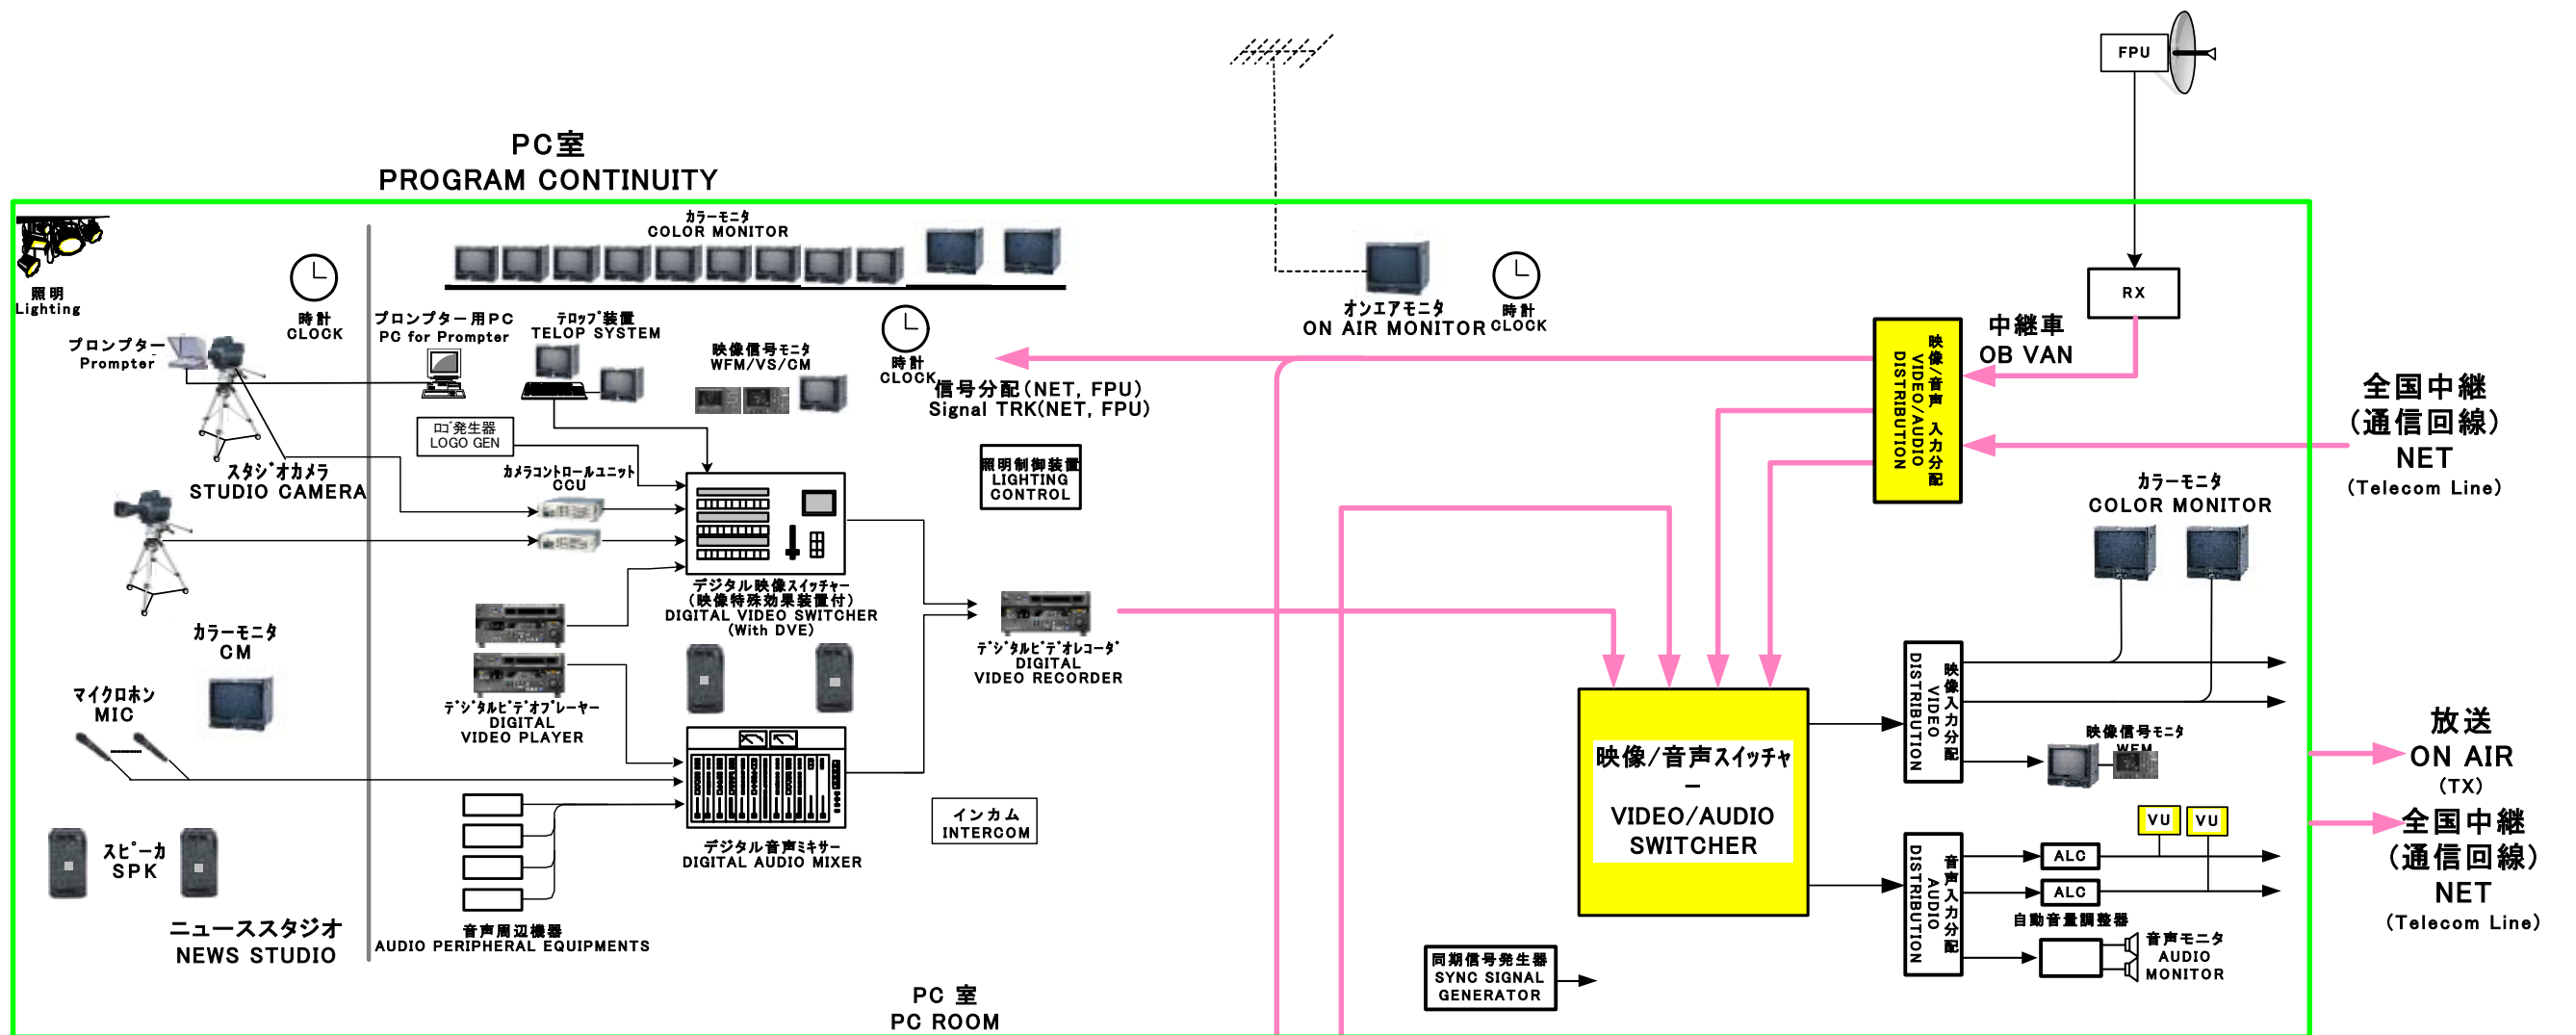 PC室
PROGRAM CONTINUITY
FPU
RX
照明
Lighting
時計
CLOCK
プロンプター
Prompter
スタジオカメラ
STUDIO CAMERA
カラーモニタ
CM
マイクロホン
MIC
スピーカ
SPK
ニューススタジオ
NEWS STUDIO
カラーモニタ
COLOR MONITOR
プロンプター用PC
PC for Prompter
テロップ装置
TELOP SYSTEM
映像信号モニタ
WFM/VS/CM
時計
CLOCK
ロゴ発生器
LOGO GEN
カメラコントロールユニット
CCU
デジタル映像スイッチャー
(映像特殊効果装置付)
DIGITAL VIDEO SWITCHER
(With DVE)
デジタルビデオプレーヤー
DIGITAL
VIDEO PLAYER
デジタル音声ミキサー
DIGITAL AUDIO MIXER
音声周辺機器
AUDIO PERIPHERAL EQUIPMENTS
信号分配(NET, FPU)
Signal TRK(NET, FPU)
照明制御装置
LIGHTING
CONTROL
デジタルビデオレコーダ
DIGITAL
VIDEO RECORDER
インカム
INTERCOM
PC 室
PC ROOM
オンエアモニタ
ON AIR MONITOR
時計
CLOCK
映像/音声 入力分配
VIDEO/AUDIO
DISTRIBUTION
中継車
OB VAN
全国中継
(通信回線)
NET
(Telecom Line)
カラーモニタ
COLOR MONITOR
映像/音声スイッチャ
–
VIDEO/AUDIO
SWITCHER
同期信号発生器
SYNC SIGNAL
GENERATOR
映像入力分配
VIDEO
DISTRIBUTION
映像信号モニタ
WFM
VU
VU
音声入力分配
AUDIO
DISTRIBUTION
ALC
ALC
自動音量調整器
音声モニタ
AUDIO
MONITOR
放送
ON AIR
(TX)
全国中継
(通信回線)
NET
(Telecom Line)